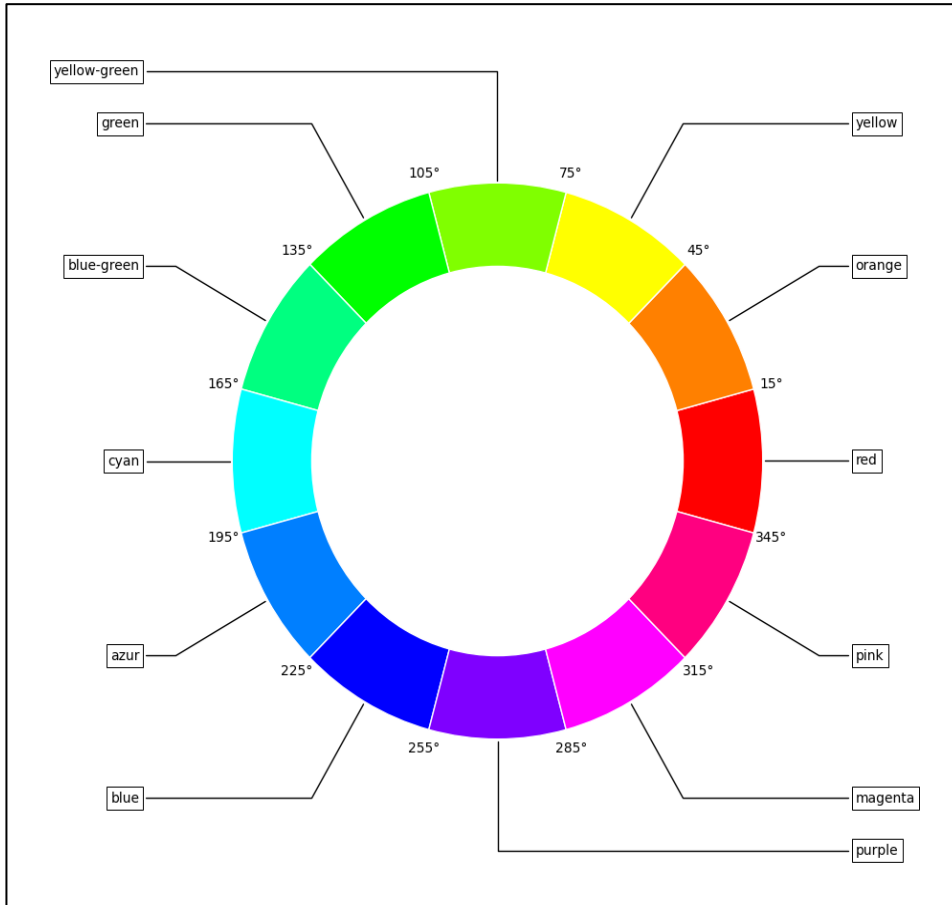 yellow-green
green
yellow
105°
75°
135°
45°
blue-green
orange
165°
15°
cyan
red
195°
345°
azur
pink
225°
315°
255°
285°
blue
magenta
purple